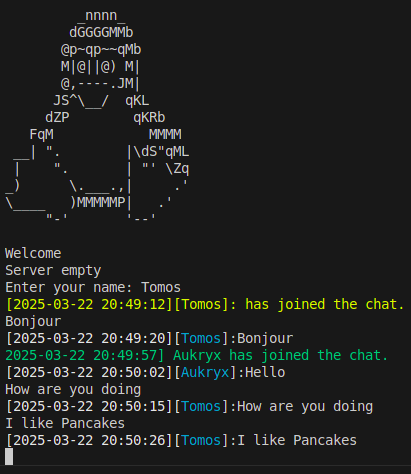 _nnnn_
        dGGGGMMb
       @p~qp~~qMb
       M|@||@) M|
       @,----.JM|
      JS^\__/  qKL
     dZP        qKRb
   FqM            MMMM
 __| ".        |\dS"qML
 |    ".       | "' \Zq
_)      \.___.,|     .'
\____   )MMMMMP|   .'
     "-'       '--'
Welcome
Server empty
Enter your name: Tomos
[2025-03-22 20:49:12][Tomos]: has joined the chat.
Bonjour
[2025-03-22 20:49:20][Tomos]:Bonjour
2025-03-22 20:49:57] Aukryx has joined the chat.
[2025-03-22 20:50:02][Aukryx]:Hello
How are you doing
[2025-03-22 20:50:15][Tomos]:How are you doing
I like Pancakes
[2025-03-22 20:50:26][Tomos]:I like Pancakes